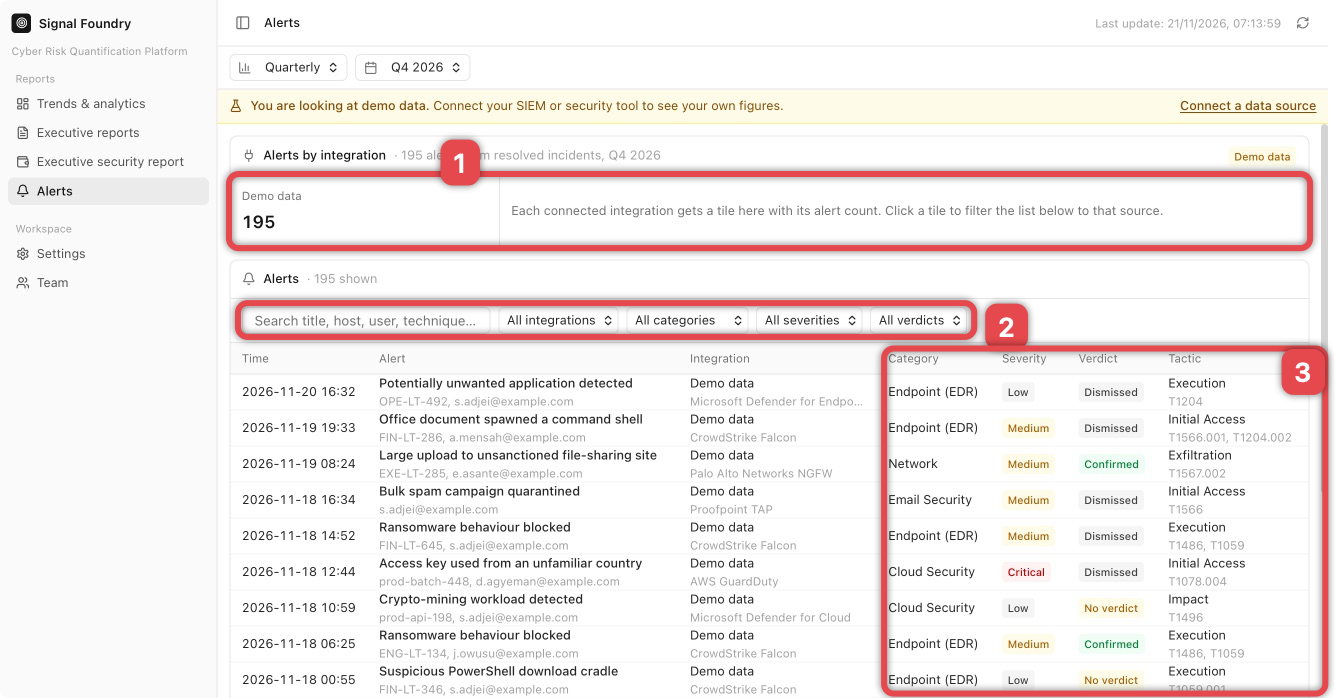 Signal Foundry
Cyber Risk Quantification Platform
Reports
Trends & analytics
Executive reports
Executive security report
Alerts
Workspace
Settings
Team
Alerts
Last update: 21/11/2026, 07:13:59
Quarterly
Q4 2026
You are looking at demo data. Connect your SIEM or security tool to see your own figures.
Connect a data source
Alerts by integration · 195 resolved incidents, Q4 2026
Demo data
1
Demo data
195
Each connected integration gets a tile here with its alert count. Click a tile to filter the list below to that source.
Alerts · 195 shown
Search title, host, user, technique...
All integrations
All categories
All severities
All verdicts
2
Time Alert Integration Category Severity Verdict Tactic
3
2026-11-20 16:32 Potentially unwanted application detected Demo data Endpoint (EDR) Low Dismissed Execution
OPE-LT-492, s.adjei@example.com Microsoft Defender for Endpo... T1204
2026-11-19 19:33 Office document spawned a command shell Demo data Endpoint (EDR) Medium Dismissed Initial Access
FIN-LT-286, a.mensah@example.com CrowdStrike Falcon T1566.001, T1204.002
2026-11-19 08:24 Large upload to unsanctioned file-sharing site Demo data Network Medium Confirmed Exfiltration
EXE-LT-285, e.asante@example.com Palo Alto Networks NGFW T1567.002
2026-11-18 16:34 Bulk spam campaign quarantined Demo data Email Security Medium Dismissed Initial Access
s.adjei@example.com Proofpoint TAP T1566
2026-11-18 14:52 Ransomware behaviour blocked Demo data Endpoint (EDR) Medium Dismissed Execution
FIN-LT-645, s.adjei@example.com CrowdStrike Falcon T1486, T1059
2026-11-18 12:44 Access key used from an unfamiliar country Demo data Cloud Security Critical Dismissed Initial Access
prod-batch-448, d.agyeman@example.com AWS GuardDuty T1078.004
2026-11-18 10:59 Crypto-mining workload detected Demo data Cloud Security Low No verdict Impact
prod-api-198, s.adjei@example.com Microsoft Defender for Cloud T1496
2026-11-18 06:25 Ransomware behaviour blocked Demo data Endpoint (EDR) Medium Confirmed Execution
ENG-LT-134, j.owusu@example.com CrowdStrike Falcon T1486, T1059
2026-11-18 00:55 Suspicious PowerShell download cradle Demo data Endpoint (EDR) Low No verdict Execution
FIN-LT-346, s.adjei@example.com CrowdStrike Falcon T1059.001